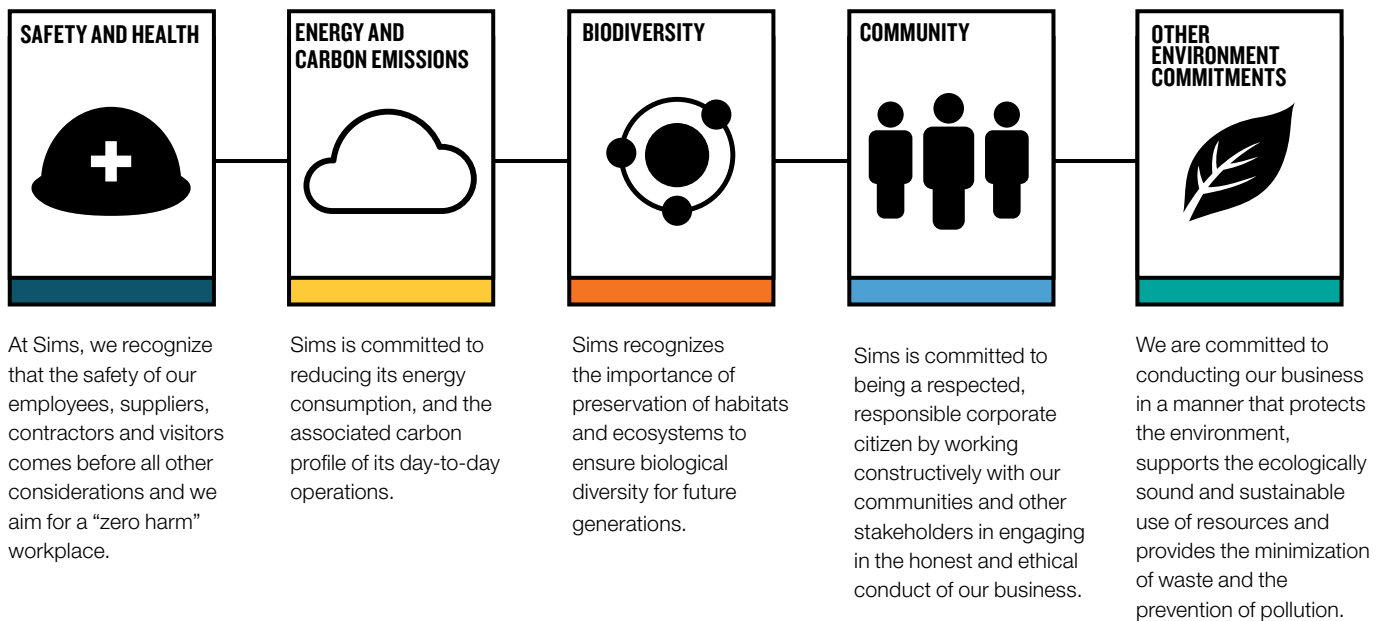 SAFETY AND HEALTH
At Sims, we recognize
that the safety of our
employees, suppliers,
contractors and visitors
comes before all other
considerations and we
aim for a “zero harm”
workplace.
ENERGY AND
CARBON EMISSIONS
Sims is committed to
reducing its energy
consumption, and the
associated carbon
profile of its day-to-day
operations.
BIODIVERSITY
Sims recognizes
the importance of
preservation of habitats
and ecosystems to
ensure biological
diversity for future
generations.
COMMUNITY
Sims is committed to
being a respected,
responsible corporate
citizen by working
constructively with our
communities and other
stakeholders in engaging
in the honest and ethical
conduct of our business.
OTHER
ENVIRONMENT
COMMITMENTS
We are committed to
conducting our business
in a manner that protects
the environment,
supports the ecologically
sound and sustainable
use of resources and
provides the minimization
of waste and the
prevention of pollution.